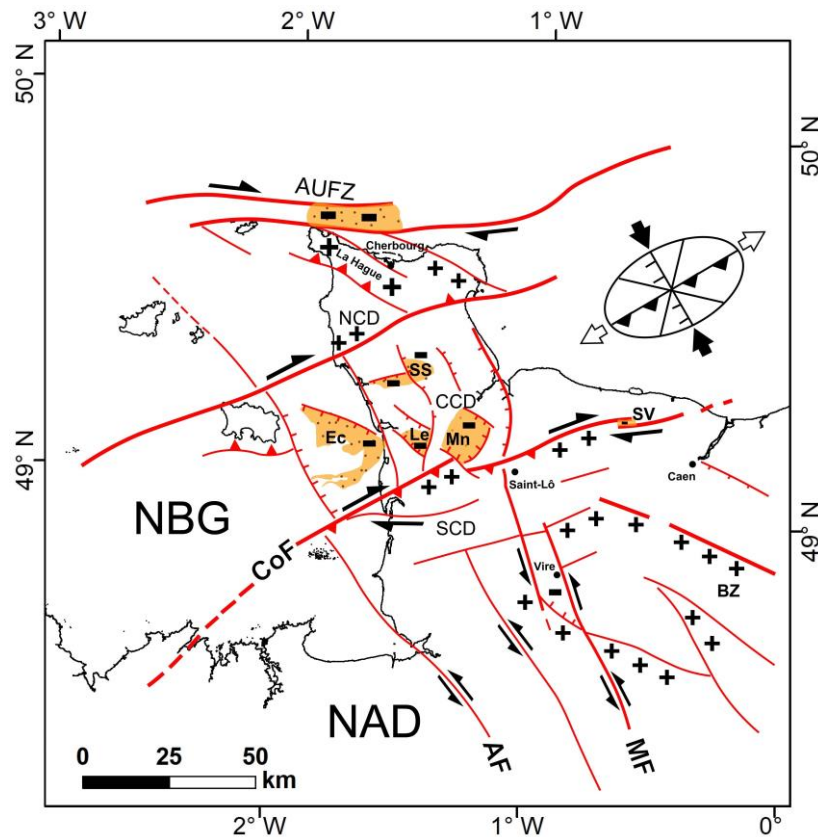 3° W
2° W
1° W
50° N
50° N
AUFZ
Cherbourg
La Hague
NCD
SS
CCD
SV
Ec
Le
Mn
49° N
Caen
Saint-Lô
NBG
SCD
49° N
CoF
Vire
BZ
NAD
0 25 50
km
AF
MF
2°W
1°W
0°